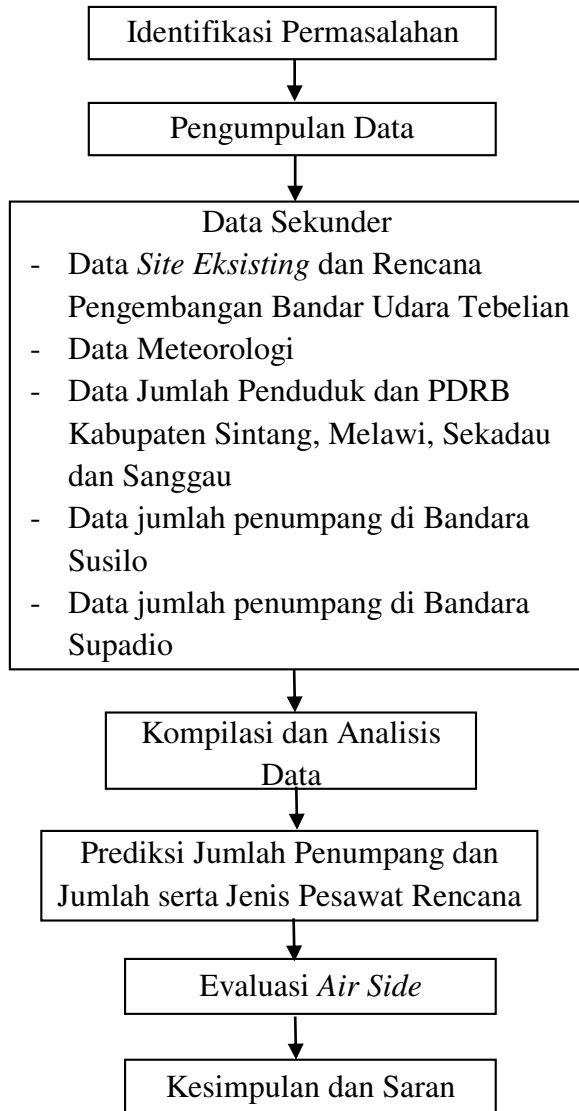 Identifikasi Permasalahan
Pengumpulan Data
Data Sekunder
- Data Site Eksisting dan Rencana
Pengembangan Bandar Udara Tebelian
- Data Meteorologi
- Data Jumlah Penduduk dan PDRB
Kabupaten Sintang, Melawi, Sekadau
dan Sanggau
- Data jumlah penumpang di Bandara
Susilo
- Data jumlah penumpang di Bandara
Supadio
Kompilasi dan Analisis
Data
Prediksi Jumlah Penumpang dan
Jumlah serta Jenis Pesawat Rencana
Evaluasi Air Side
Kesimpulan dan Saran